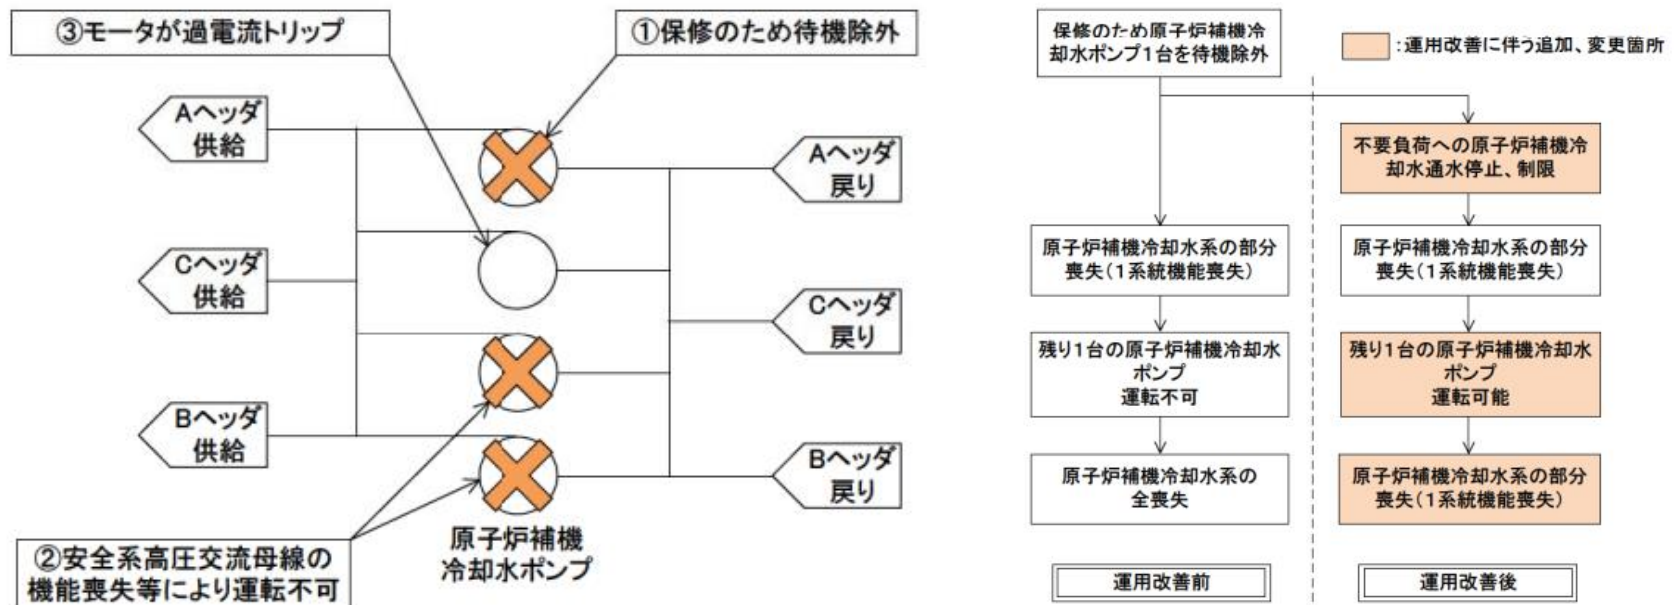 ③モータが過電流トリップ
①保修のため待機除外
Aヘッダ
供給
Cヘッダ
供給
Bヘッダ
供給
Aヘッダ
戻り
Cヘッダ
戻り
Bヘッダ
戻り
②安全系高圧交流母線の
機能喪失等により運転不可
原子炉補機
冷却水ポンプ
保修のため原子炉補機冷
却水ポンプ1台を待機除外
:運用改善に伴う追加、変更箇所
不要負荷への原子炉補機冷
却水通水停止、制限
原子炉補機冷却水系の部分
喪失(1系統機能喪失)
原子炉補機冷却水系の部分
喪失(1系統機能喪失)
残り1台の原子炉補機冷却水
ポンプ
運転不可
残り1台の原子炉補機冷却水
ポンプ
運転可能
原子炉補機冷却水系の
全喪失
原子炉補機冷却水系の部分
喪失(1系統機能喪失)
運用改善前
運用改善後